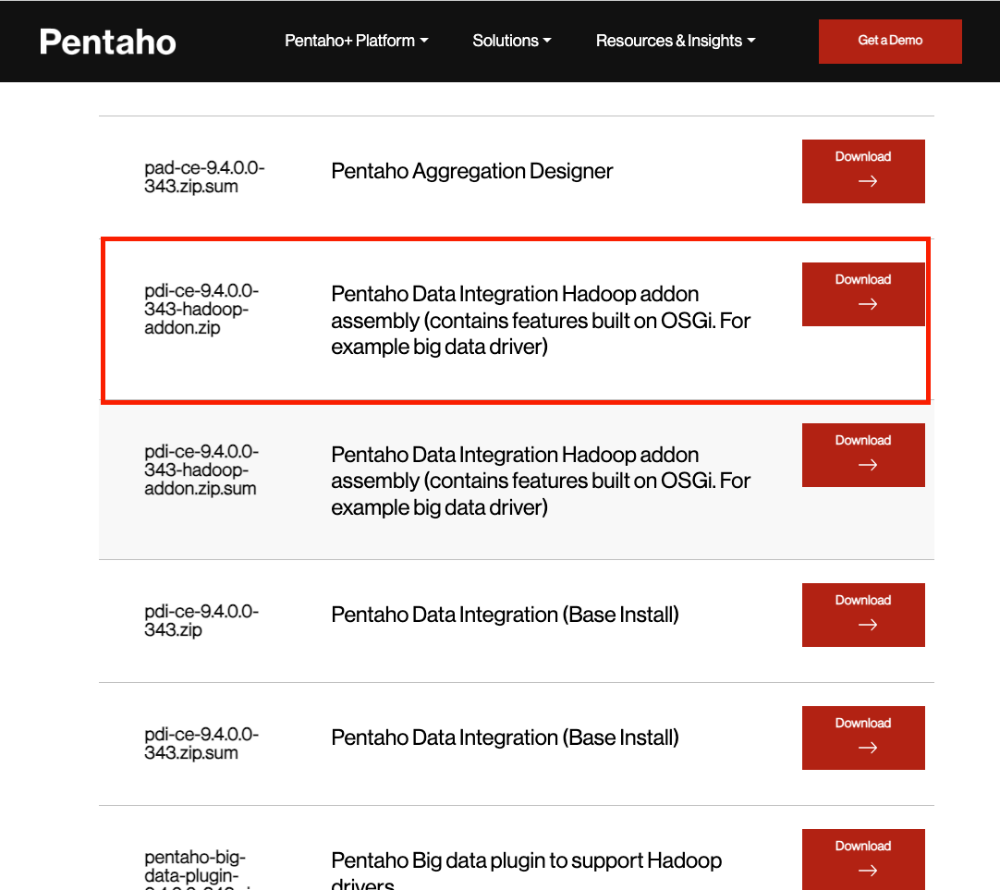 Pentaho
Pentaho+ Platform
Solutions
Resources & Insights
Get a Demo
pad-ce-9.4.0.0-
343.zip.sum
Pentaho Aggregation Designer
Download
pdi-ce-9.4.0.0-
343-hadoop-
addon.zip
Pentaho Data Integration Hadoop addon
assembly (contains features built on OSGi. For
example big data driver)
Download
pdi-ce-9.4.0.0-
343-hadoop-
addon.zip.sum
Pentaho Data Integration Hadoop addon
assembly (contains features built on OSGi. For
example big data driver)
Download
pdi-ce-9.4.0.0-
343.zip
Pentaho Data Integration (Base Install)
Download
pdi-ce-9.4.0.0-
343.zip.sum
Pentaho Data Integration (Base Install)
Download
pentaho-big-
data-plugin-
Pentaho Big data plugin to support Hadoop
drivers
Download